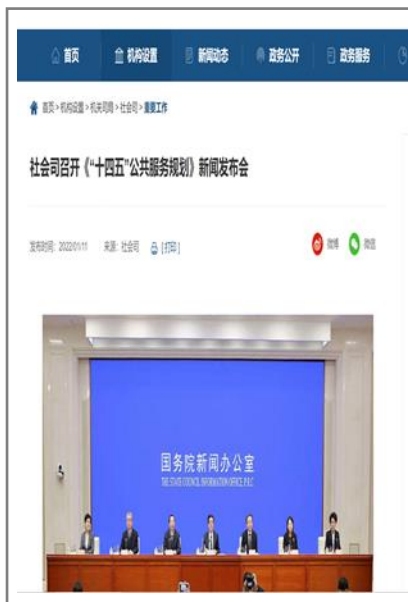 首页 机构设置 新闻动态 政务公开 政务服务
首页>机构设置>机关司局>社会司>重要工作
社会司召开《“十四五”公共服务规划》新闻发布会
发布时间：2022/01/11 来源：社会司 [打印] 微博 微信
国务院新闻办公室
THE STATE COUNCIL INFORMATION OFFICE, P.R.C